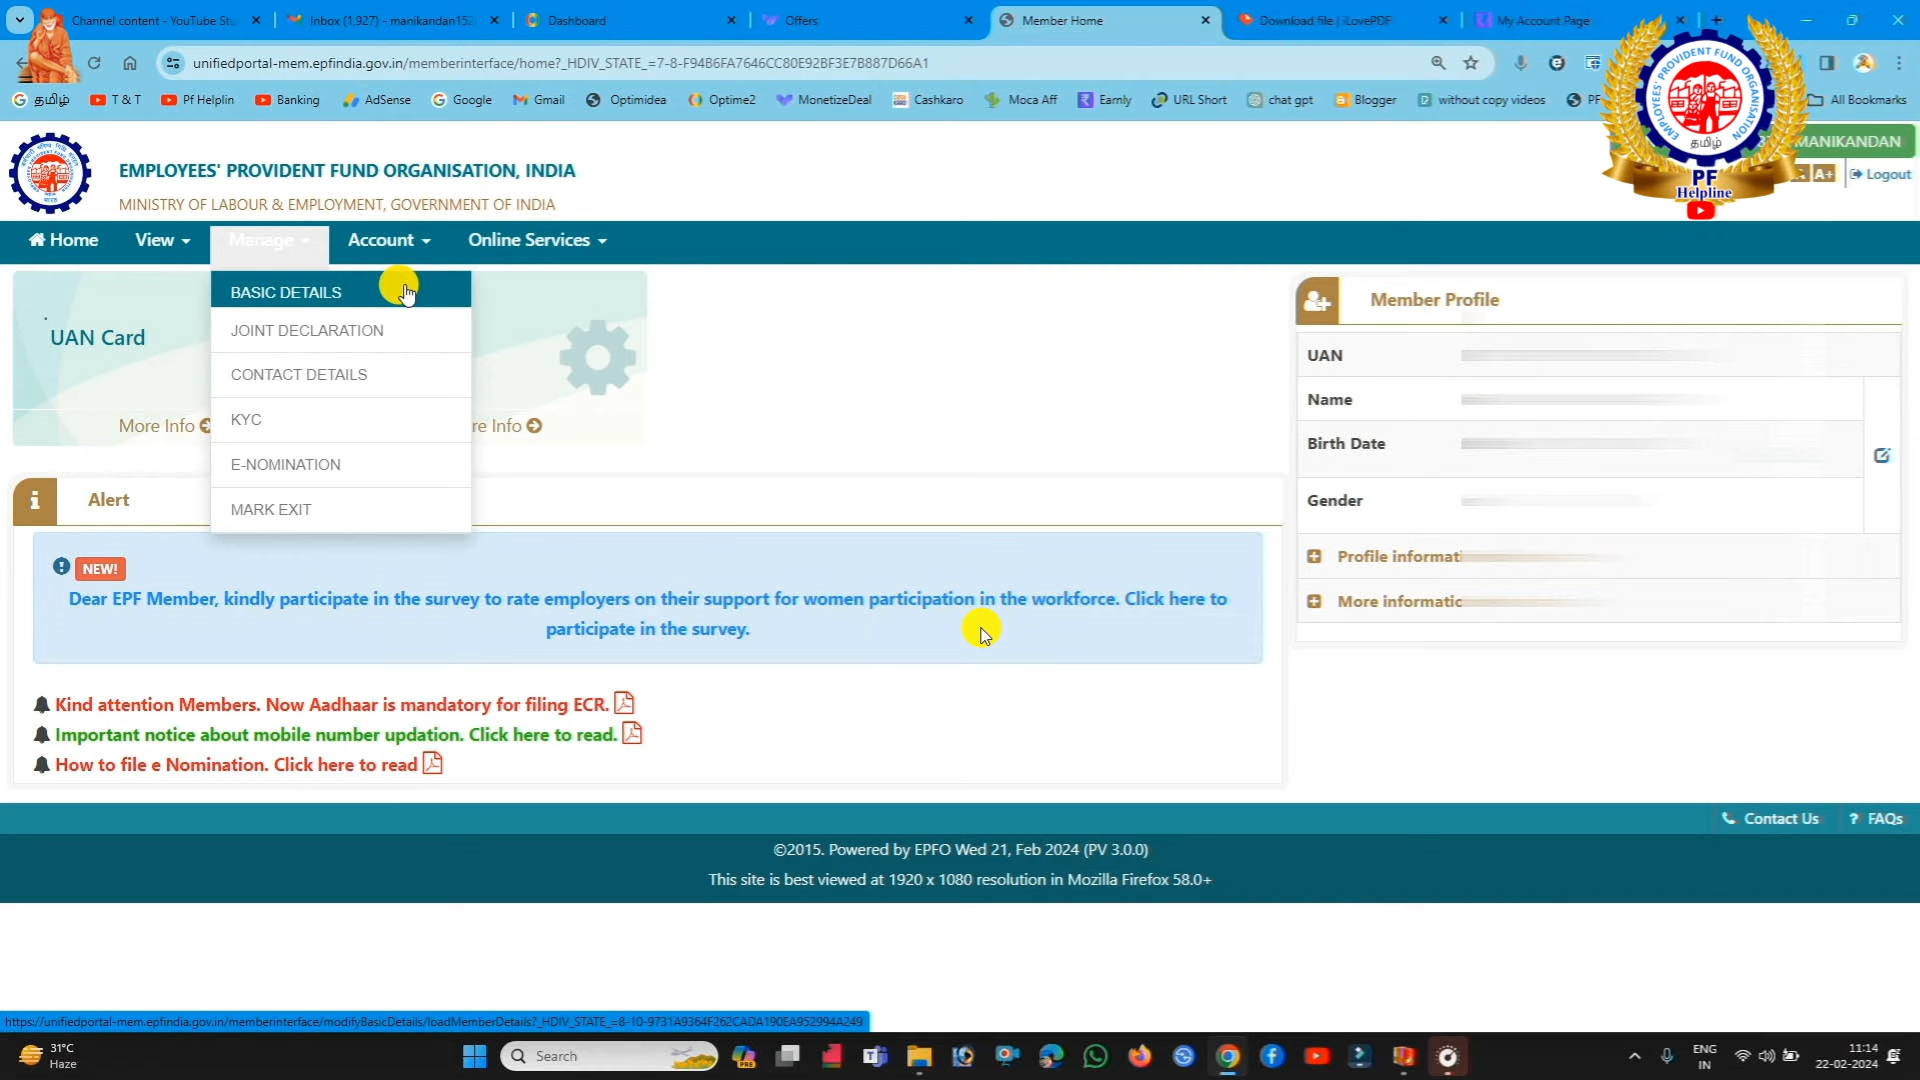 Channel content - YouTube Stu
Inbox (1,927) - manikandan152
Dashboard
Offers
Member Home
Download file | iLovePDF
My Account Page
unifiedportal-mem.epfindia.gov.in/memberinterface/home?_HDIV_STATE_=7-8-F94B6FA7646CC80E92BF3E7B887D66A1
தமிழ்
T & T
Pf Helplin
Banking
AdSense
Google
Gmail
Optimidea
Optime2
MonetizeDeal
Cashkaro
Moca Aff
Earnly
URL Short
chat gpt
Blogger
without copy videos
PF
All Bookmarks
EMPLOYEES' PROVIDENT FUND ORGANISATION
தமிழ்
PF
Helpline
EMPLOYEES' PROVIDENT FUND ORGANISATION, INDIA
MINISTRY OF LABOUR & EMPLOYMENT, GOVERNMENT OF INDIA
MANIKANDAN
A+
Logout
Home
View
Manage
Account
Online Services
BASIC DETAILS
JOINT DECLARATION
CONTACT DETAILS
KYC
E-NOMINATION
MARK EXIT
UAN Card
More Info
re Info
Member Profile
UAN
Name
Birth Date
Gender
Profile informati
More informatic
Alert
NEW!
Dear EPF Member, kindly participate in the survey to rate employers on their support for women participation in the workforce. Click here to
participate in the survey.
Kind attention Members. Now Aadhaar is mandatory for filing ECR.
Important notice about mobile number updation. Click here to read.
How to file e Nomination. Click here to read
Contact Us
? FAQs
©2015. Powered by EPFO Wed 21, Feb 2024 (PV 3.0.0)
This site is best viewed at 1920 x 1080 resolution in Mozilla Firefox 58.0+
https://unifiedportal-mem.epfindia.gov.in/memberinterface/modifyBasicDetails/loadMemberDetails?_HDIV_STATE_=8-10-9731A9364F262CADA190EA952994A249
31°C
Haze
Search
ENG
IN
11:14
22-02-2024